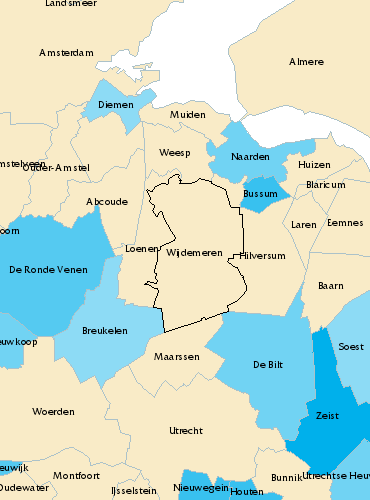 Landsmeer
Amsterdam
Almere
Diemen
Muiden
Weesp
Naarden
Huizen
mstelveen
Ouder-Amstel
Blaricum
Bussum
Abcoude
Laren
Eemnes
oorn
Loenen
Wijdemeren
Hilversum
De Ronde Venen
Baarn
Breukelen
euwkoop
Soest
Maarssen
De Bilt
Woerden
Zeist
Utrecht
euwijk
Montfoort
Bunnik
Utrechtse Heuv
Oudewater
IJsselstein
Nieuwegein
Houten